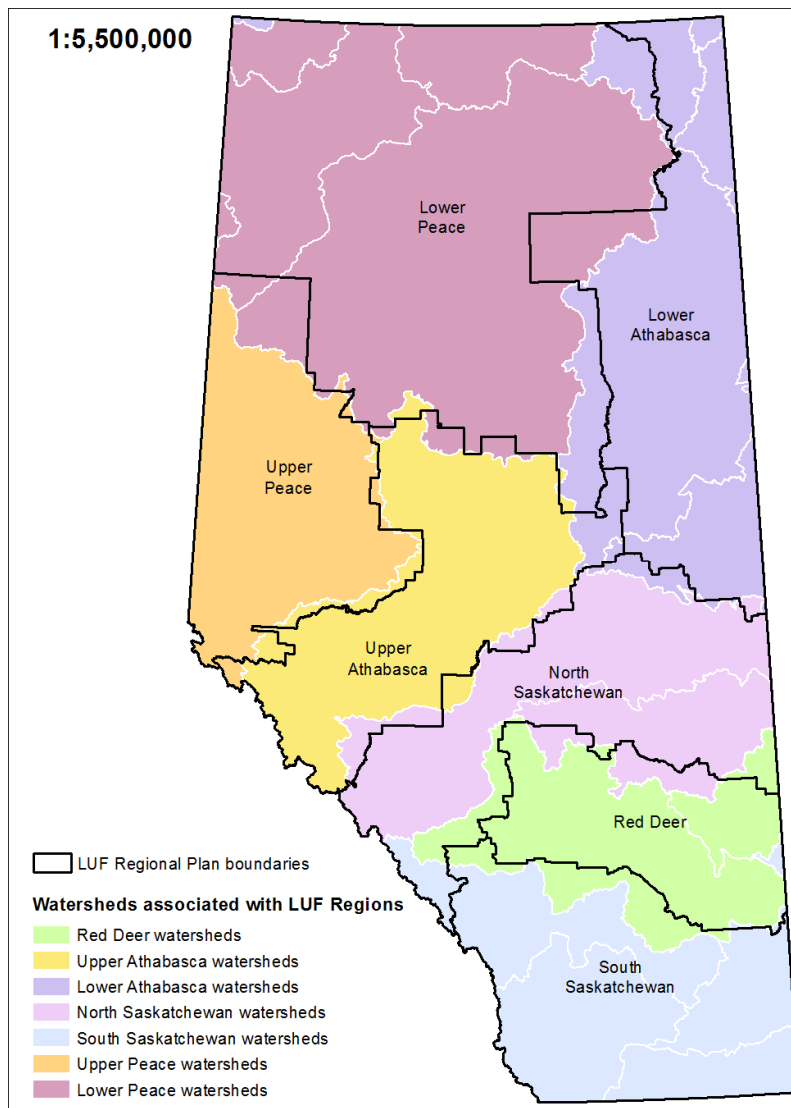 1:5,500,000
Lower
Peace
Lower
Athabasca
Upper
Peace
Upper
Athabasca
North
Saskatchewan
Red Deer
South
Saskatchewan
LUF Regional Plan boundaries
Watersheds associated with LUF Regions
Red Deer watersheds
Upper Athabasca watersheds
Lower Athabasca watersheds
North Saskatchewan watersheds
South Saskatchewan watersheds
Upper Peace watersheds
Lower Peace watersheds